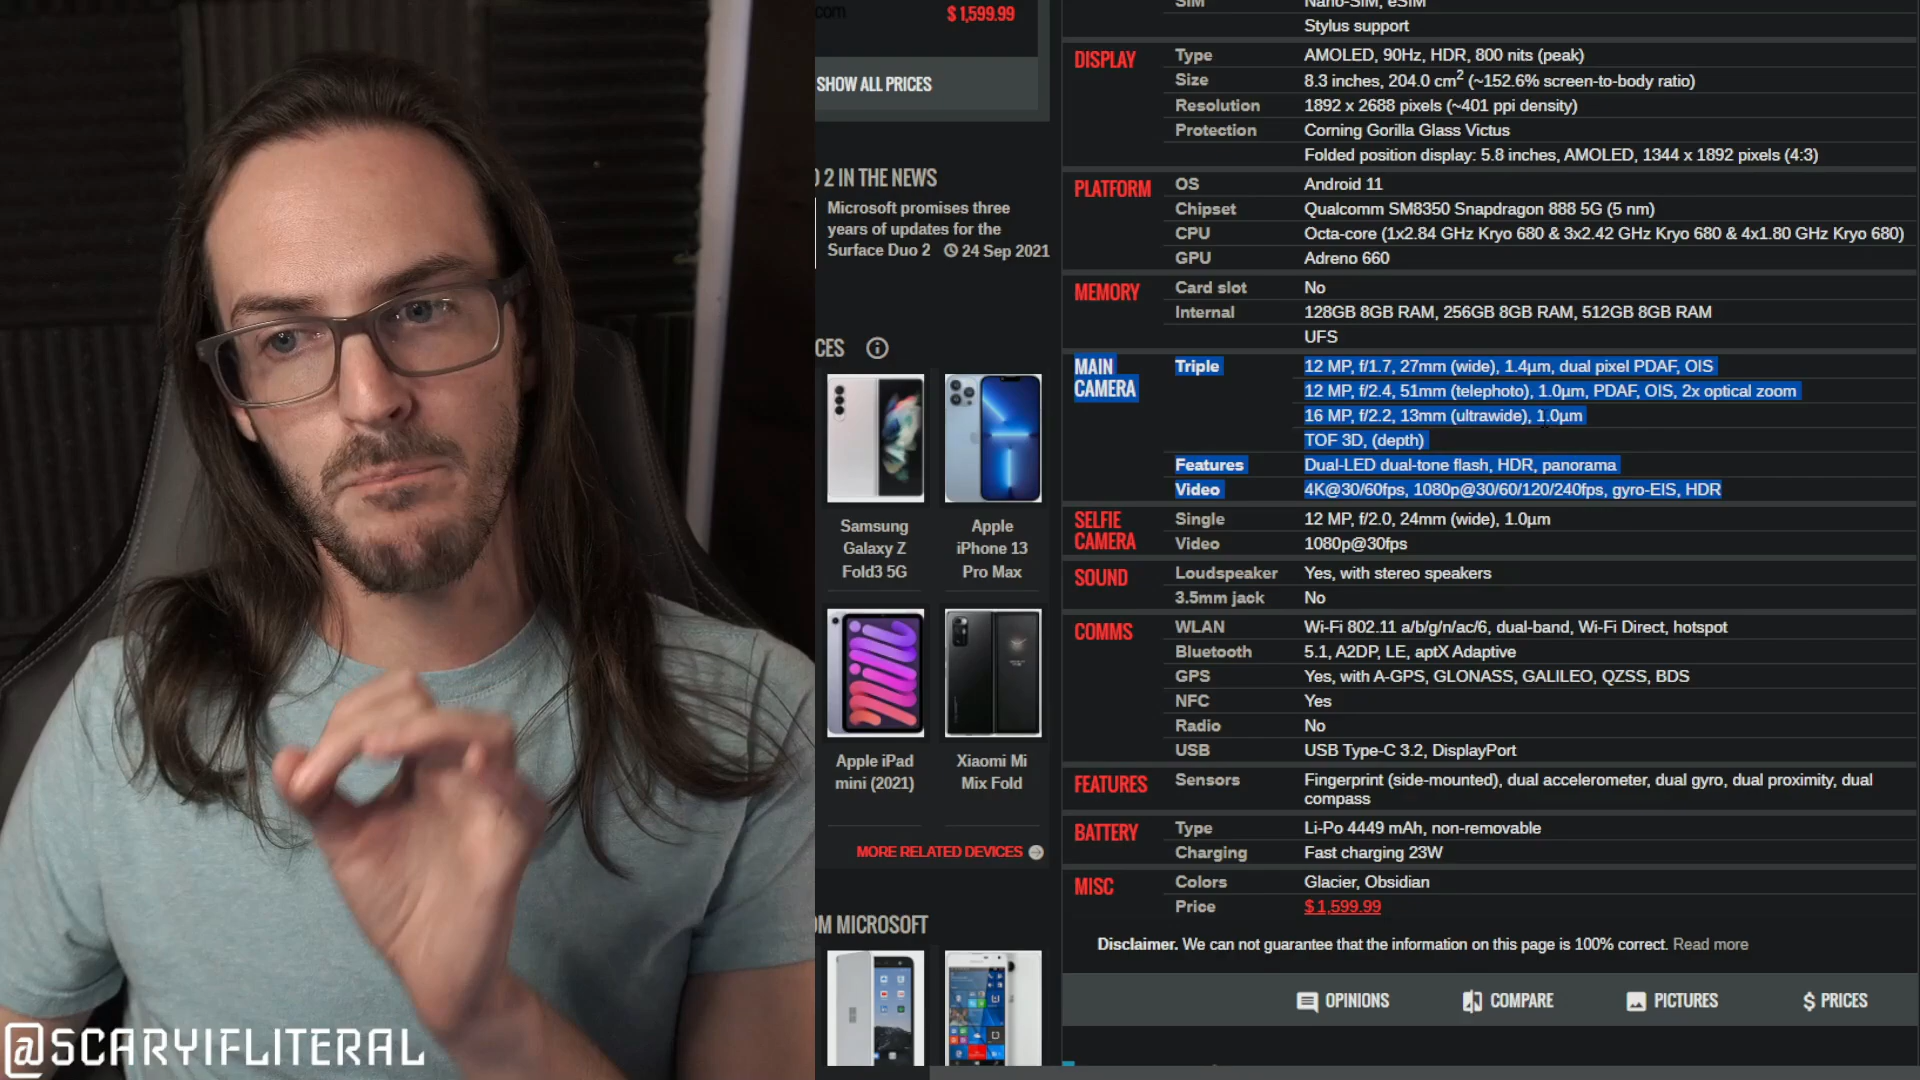 com
$ 1,599.99
SHOW ALL PRICES
2 IN THE NEWS
Microsoft promises three
years of updates for the
Surface Duo 2 24 Sep 2021
CES
Samsung
Galaxy Z
Fold3 5G
Apple
iPhone 13
Pro Max
Apple iPad
mini (2021)
Xiaomi Mi
Mix Fold
MORE RELATED DEVICES
OM MICROSOFT
SIM Nano-SIM, eSIM
Stylus support
DISPLAY Type AMOLED, 90Hz, HDR, 800 nits (peak)
Size 8.3 inches, 204.0 cm² (~152.6% screen-to-body ratio)
Resolution 1892 x 2688 pixels (~401 ppi density)
Protection Corning Gorilla Glass Victus
Folded position display: 5.8 inches, AMOLED, 1344 x 1892 pixels (4:3)
PLATFORM OS Android 11
Chipset Qualcomm SM8350 Snapdragon 888 5G (5 nm)
CPU Octa-core (1x2.84 GHz Kryo 680 & 3x2.42 GHz Kryo 680 & 4x1.80 GHz Kryo 680)
GPU Adreno 660
MEMORY Card slot No
Internal 128GB 8GB RAM, 256GB 8GB RAM, 512GB 8GB RAM
UFS
MAIN CAMERA Triple 12 MP, f/1.7, 27mm (wide), 1.4µm, dual pixel PDAF, OIS
12 MP, f/2.4, 51mm (telephoto), 1.0µm, PDAF, OIS, 2x optical zoom
16 MP, f/2.2, 13mm (ultrawide), 1.0µm
TOF 3D, (depth)
Features Dual-LED dual-tone flash, HDR, panorama
Video 4K@30/60fps, 1080p@30/60/120/240fps, gyro-EIS, HDR
SELFIE CAMERA Single 12 MP, f/2.0, 24mm (wide), 1.0µm
Video 1080p@30fps
SOUND Loudspeaker Yes, with stereo speakers
3.5mm jack No
COMMS WLAN Wi-Fi 802.11 a/b/g/n/ac/6, dual-band, Wi-Fi Direct, hotspot
Bluetooth 5.1, A2DP, LE, aptX Adaptive
GPS Yes, with A-GPS, GLONASS, GALILEO, QZSS, BDS
NFC Yes
Radio No
USB USB Type-C 3.2, DisplayPort
FEATURES Sensors Fingerprint (side-mounted), dual accelerometer, dual gyro, dual proximity, dual
compass
BATTERY Type Li-Po 4449 mAh, non-removable
Charging Fast charging 23W
MISC Colors Glacier, Obsidian
Price $ 1,599.99
Disclaimer. We can not guarantee that the information on this page is 100% correct. Read more
OPINIONS COMPARE PICTURES $ PRICES
@SCARYIFLITERAL